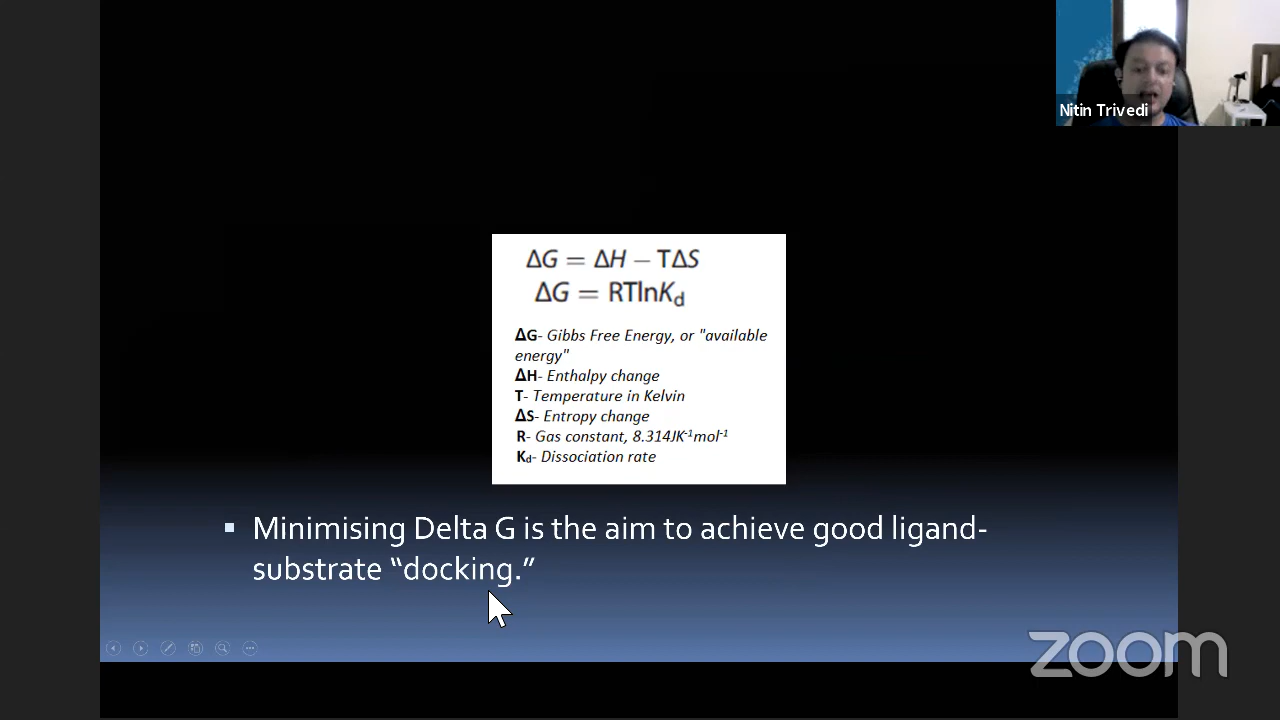 Nitin Trivedi
ΔG = ΔH – TΔS
ΔG = RTlnK_d
ΔG- Gibbs Free Energy, or "available
energy"
ΔH- Enthalpy change
T- Temperature in Kelvin
ΔS- Entropy change
R- Gas constant, 8.314JK⁻¹mol⁻¹
K_d- Dissociation rate
▪ Minimising Delta G is the aim to achieve good ligand-
substrate “docking.”
zoom